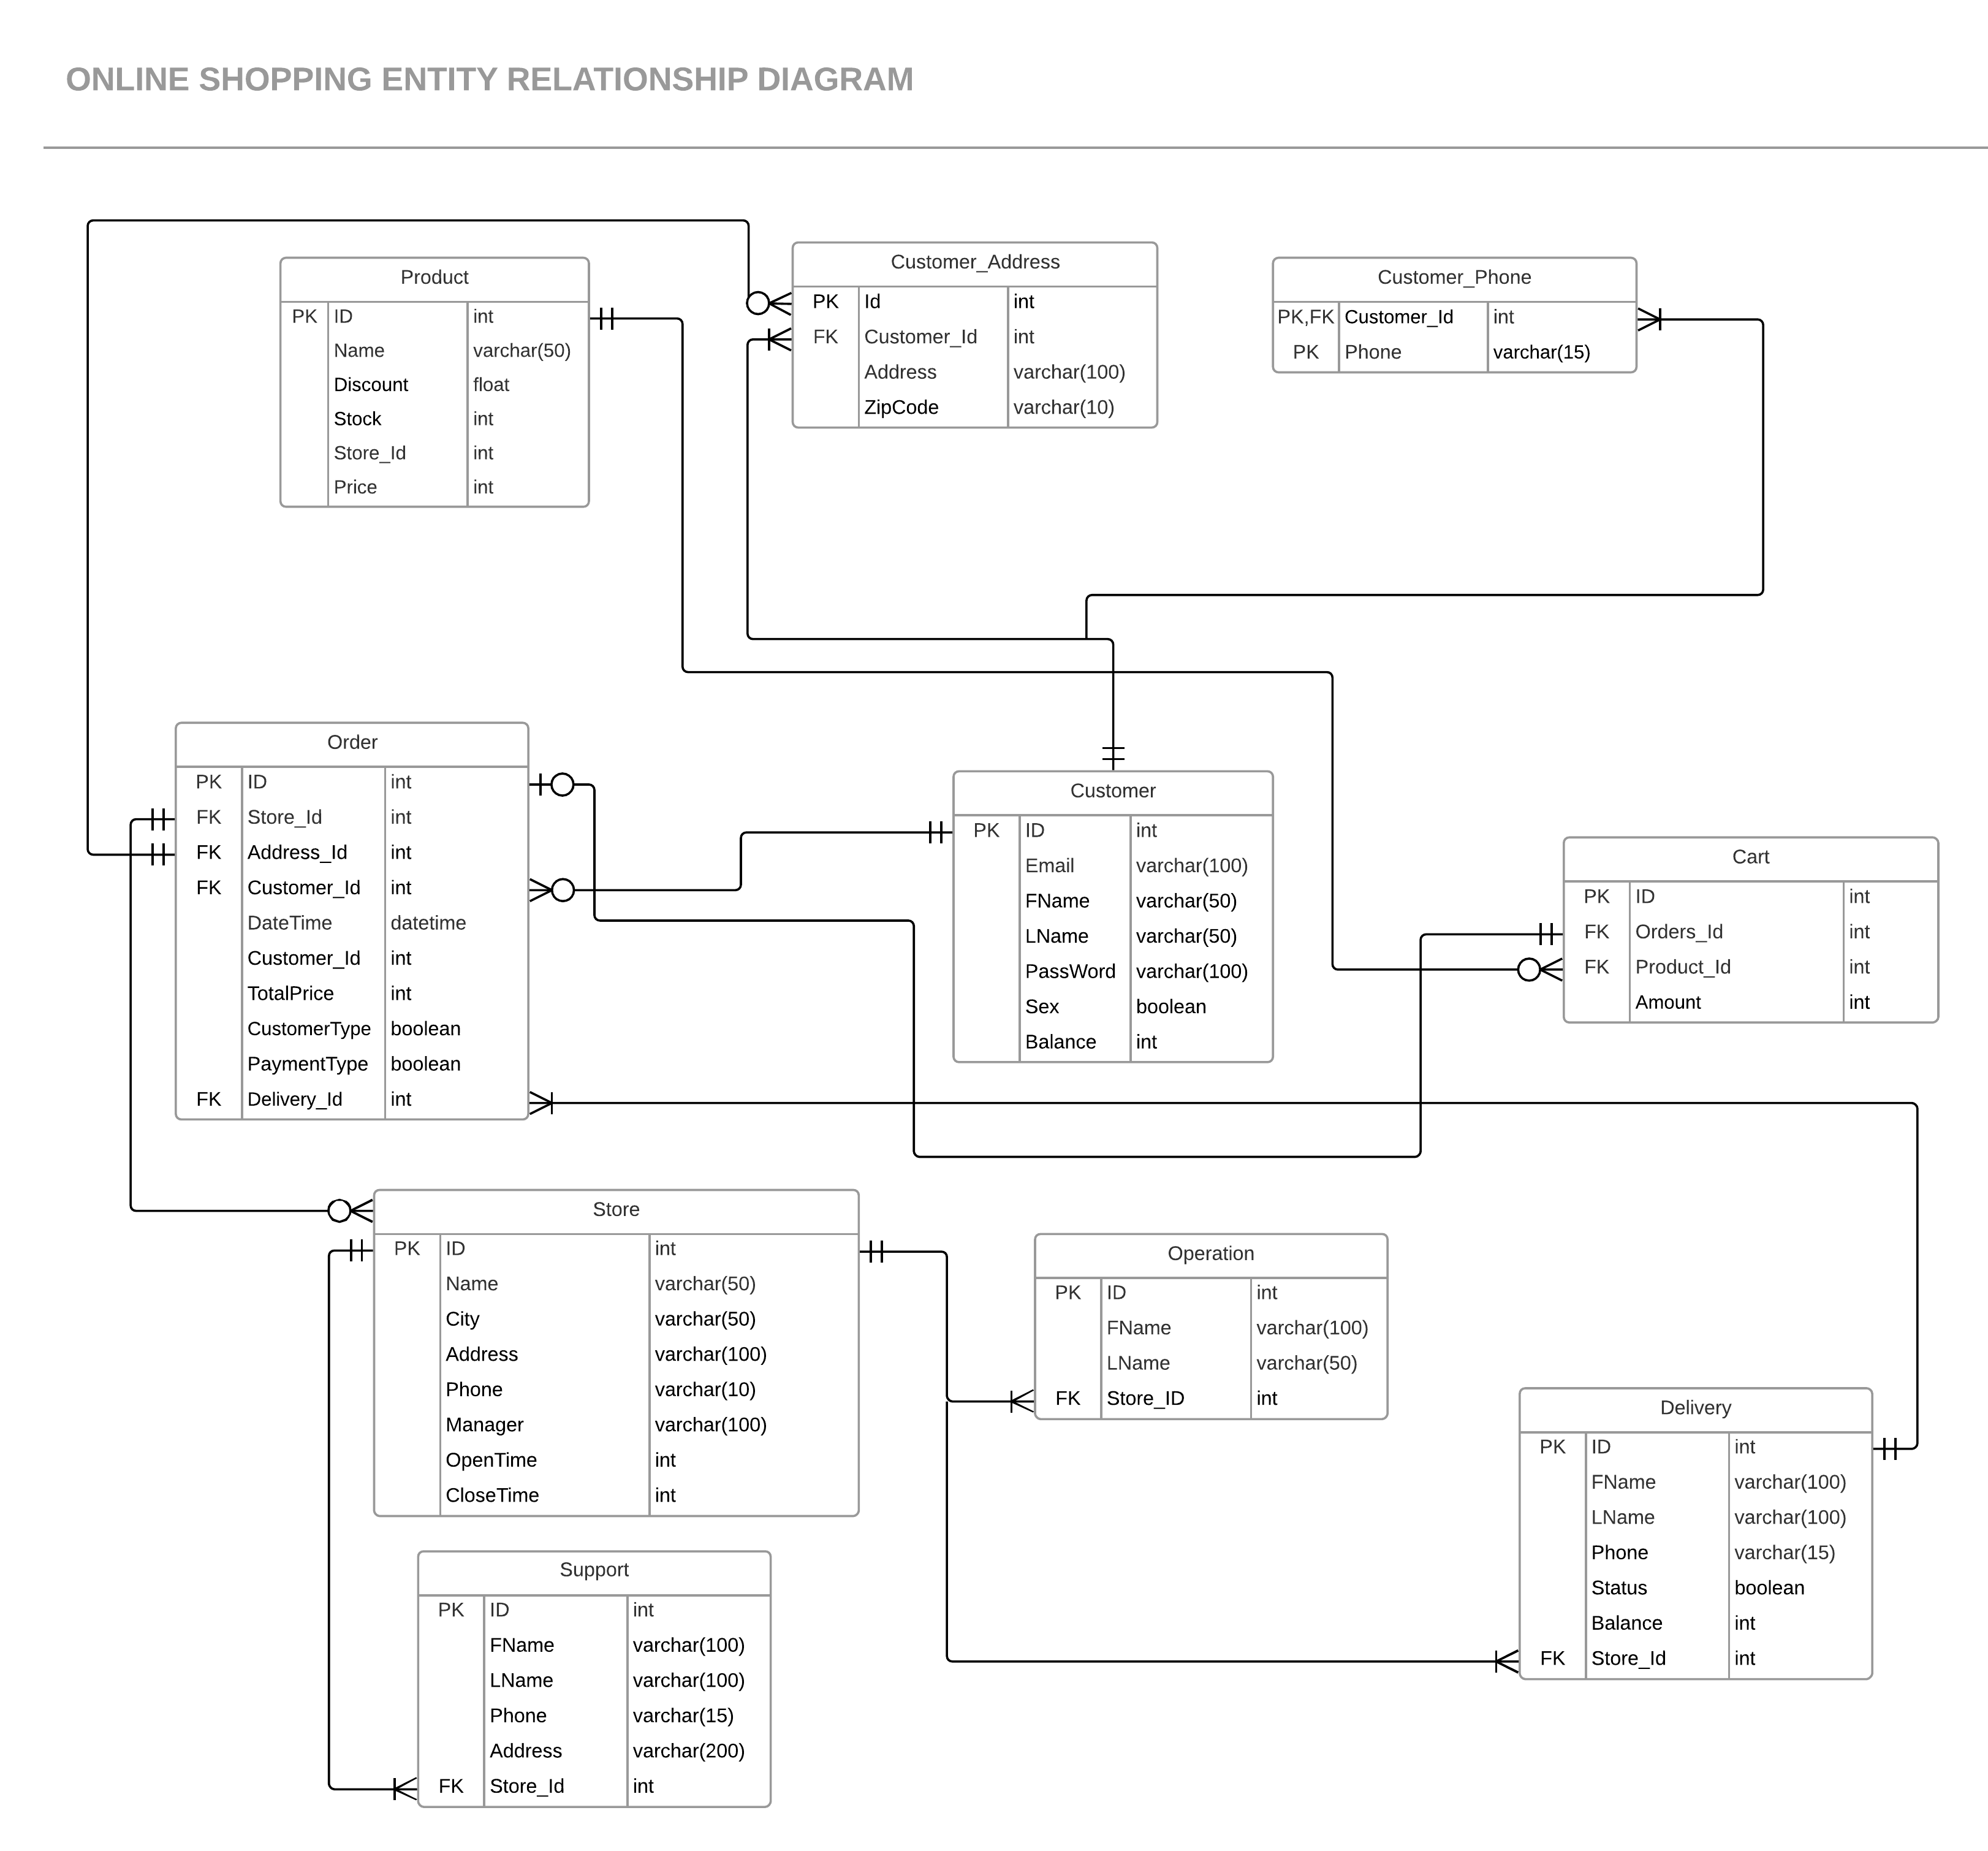 ONLINE SHOPPING ENTITY RELATIONSHIP DIAGRAM
Product
PK ID int
Name varchar(50)
Discount float
Stock int
Store_Id int
Price int
Customer_Address
PK Id int
FK Customer_Id int
Address varchar(100)
ZipCode varchar(10)
Customer_Phone
PK,FK Customer_Id int
PK Phone varchar(15)
Order
PK ID int
FK Store_Id int
FK Address_Id int
FK Customer_Id int
DateTime datetime
Customer_Id int
TotalPrice int
CustomerType boolean
PaymentType boolean
FK Delivery_Id int
Customer
PK ID int
Email varchar(100)
FName varchar(50)
LName varchar(50)
PassWord varchar(100)
Sex boolean
Balance int
Cart
PK ID int
FK Orders_Id int
FK Product_Id int
Amount int
Store
PK ID int
Name varchar(50)
City varchar(50)
Address varchar(100)
Phone varchar(10)
Manager varchar(100)
OpenTime int
CloseTime int
Operation
PK ID int
FName varchar(100)
LName varchar(50)
FK Store_ID int
Delivery
PK ID int
FName varchar(100)
LName varchar(100)
Phone varchar(15)
Status boolean
Balance int
FK Store_Id int
Support
PK ID int
FName varchar(100)
LName varchar(100)
Phone varchar(15)
Address varchar(200)
FK Store_Id int